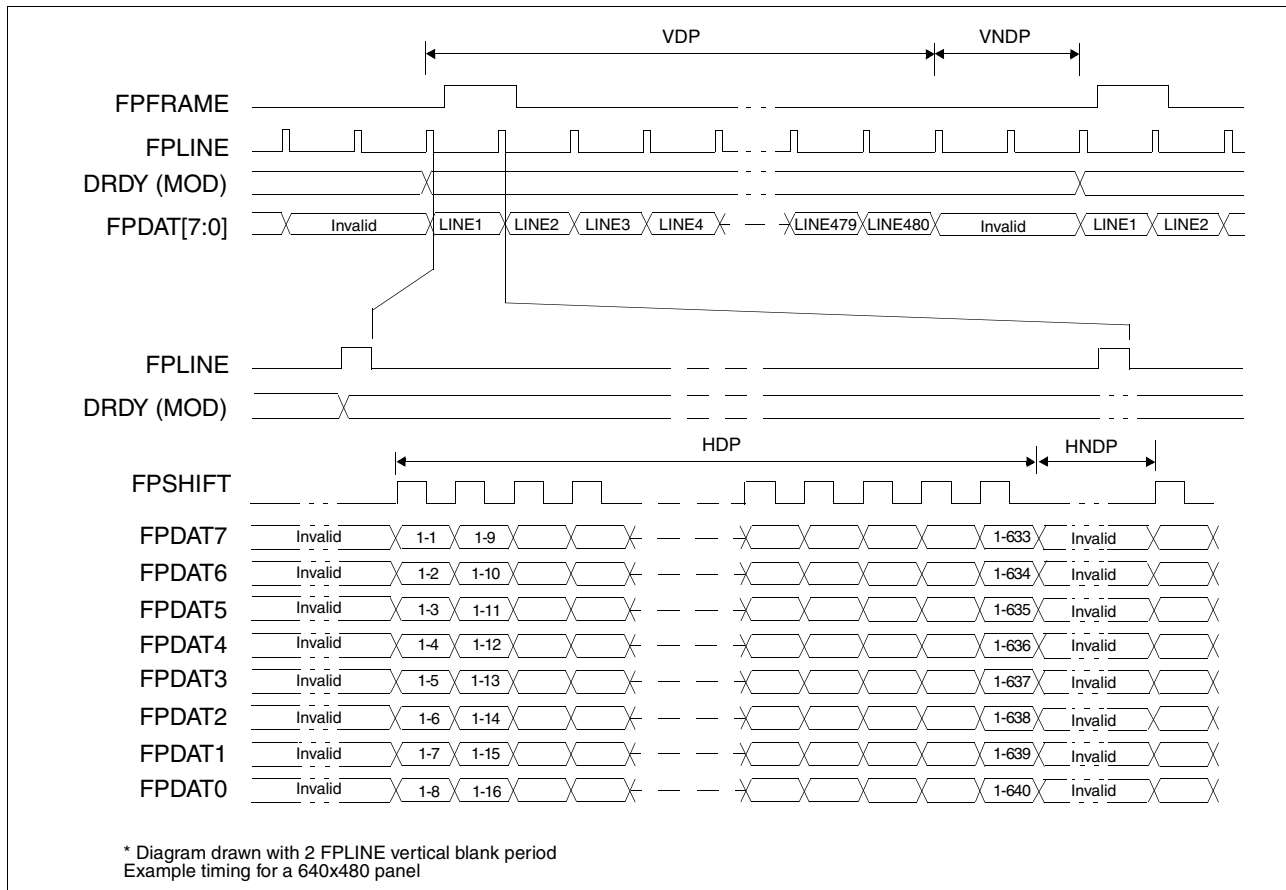 VDP VNDP
FPFRAME
FPLINE
DRDY (MOD)
FPDAT[7:0] Invalid LINE1 LINE2 LINE3 LINE4 LINE479 LINE480 Invalid LINE1 LINE2
FPLINE
DRDY (MOD)
HDP HNDP
FPSHIFT
FPDAT7 Invalid 1-1 1-9 1-633 Invalid
FPDAT6 Invalid 1-2 1-10 1-634 Invalid
FPDAT5 Invalid 1-3 1-11 1-635 Invalid
FPDAT4 Invalid 1-4 1-12 1-636 Invalid
FPDAT3 Invalid 1-5 1-13 1-637 Invalid
FPDAT2 Invalid 1-6 1-14 1-638 Invalid
FPDAT1 Invalid 1-7 1-15 1-639 Invalid
FPDAT0 Invalid 1-8 1-16 1-640 Invalid
* Diagram drawn with 2 FPLINE vertical blank period
Example timing for a 640x480 panel